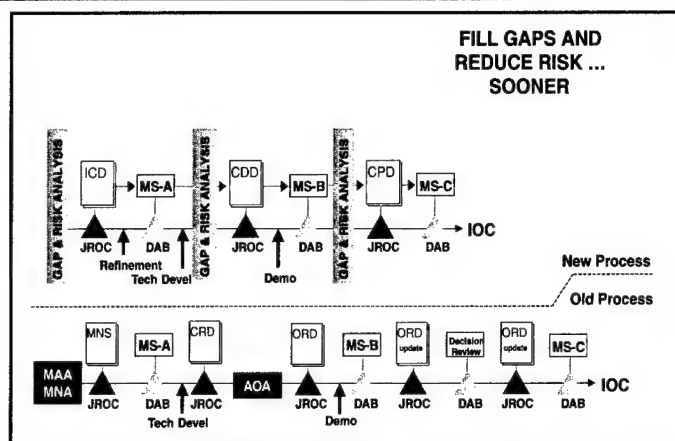 FILL GAPS AND
REDUCE RISK ...
SOONER
GAP & RISK ANALYSIS
ICD
MS-A
GAP & RISK ANALYSIS
CDD
MS-B
GAP & RISK ANALYSIS
CPD
MS-C
IOC
JROC
DAB
JROC
DAB
JROC
DAB
Refinement
Tech Devel
Demo
New Process
Old Process
MNS
MS-A
CRD
ORD
MS-B
ORD
update
Decision
Review
ORD
update
MS-C
MAA
MNA
AOA
IOC
JROC
DAB
JROC
JROC
DAB
JROC
DAB
JROC
DAB
Tech Devel
Demo